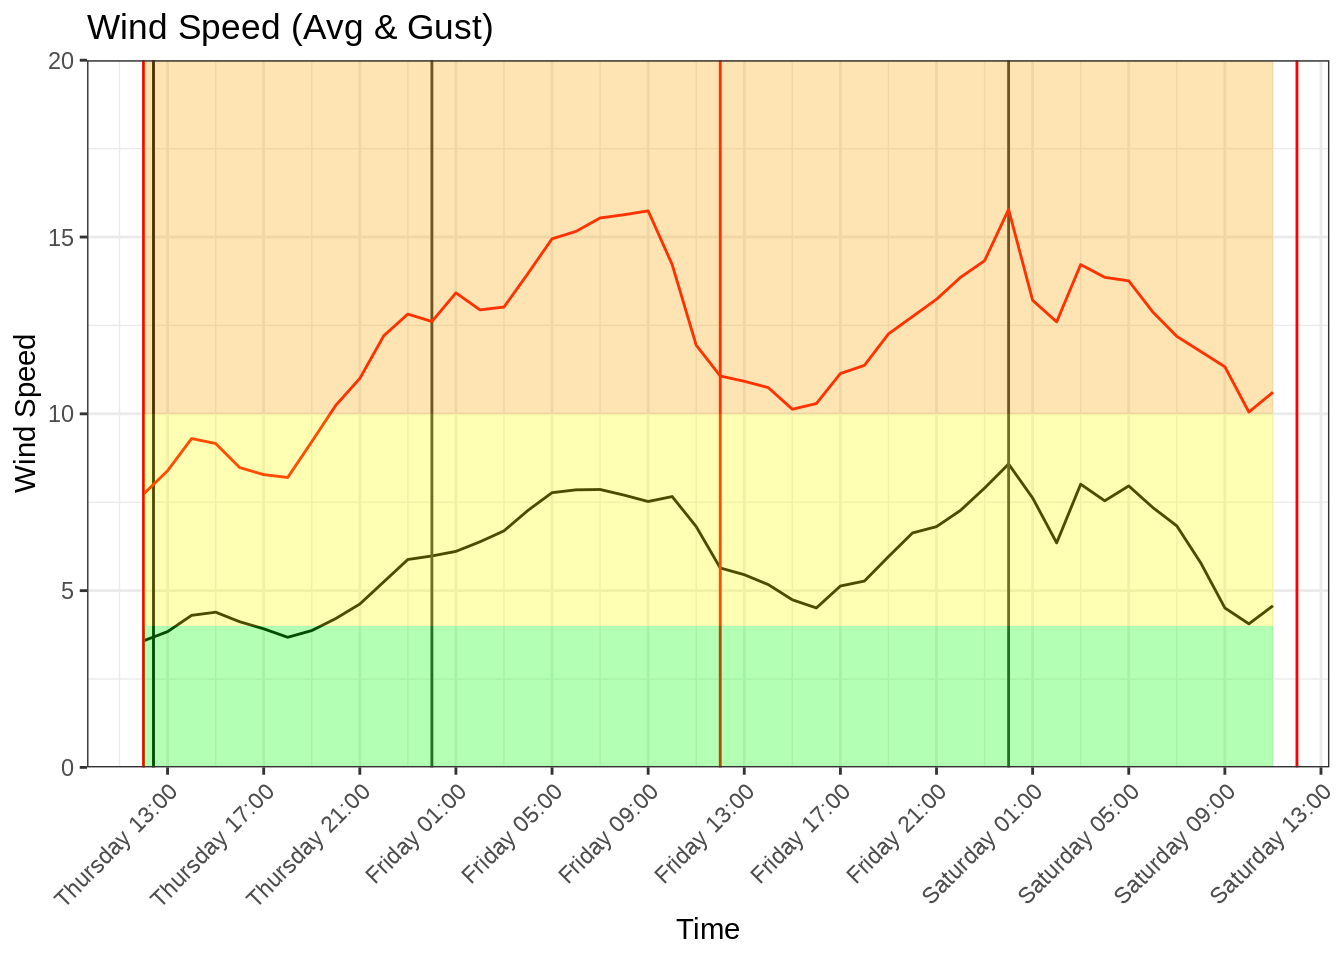 Wind Speed (Avg & Gust)
20
15
10
5
0
Wind Speed
Thursday 13:00
Thursday 17:00
Thursday 21:00
Friday 01:00
Friday 05:00
Friday 09:00
Friday 13:00
Friday 17:00
Friday 21:00
Saturday 01:00
Saturday 05:00
Saturday 09:00
Saturday 13:00
Time